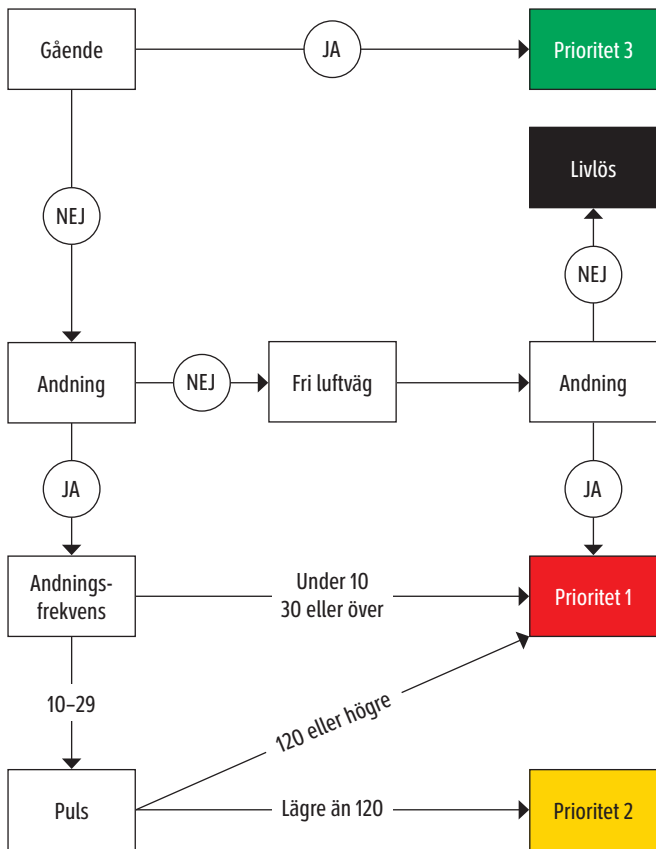 Gående
JA
Prioritet 3
Livlös
NEJ
NEJ
Andning
NEJ
Fri luftväg
Andning
JA
JA
Andnings-
frekvens
Under 10
30 eller över
Prioritet 1
10–29
120 eller högre
Puls
Lägre än 120
Prioritet 2